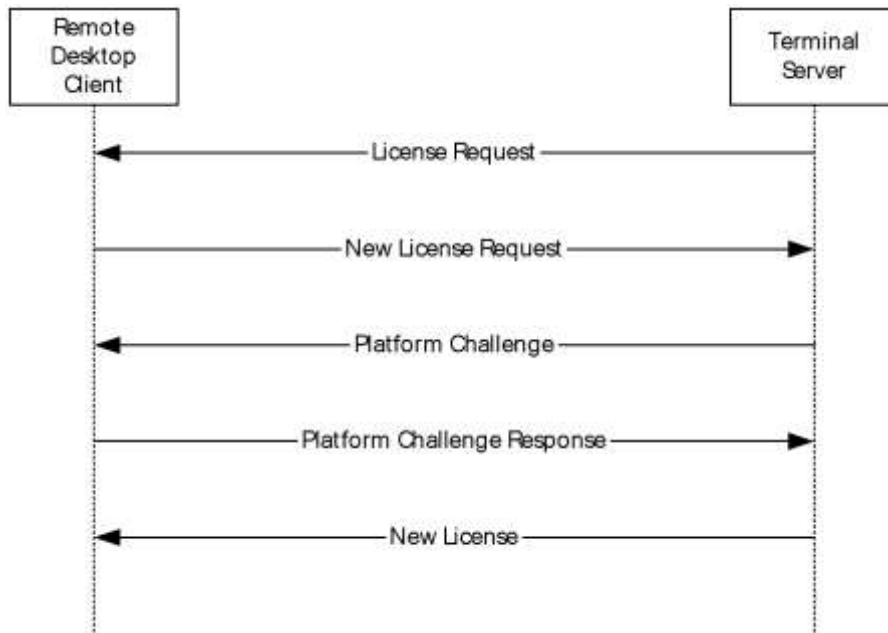 Remote
Desktop
Client
Terminal
Server
License Request
New License Request
Platform Challenge
Platform Challenge Response
New License